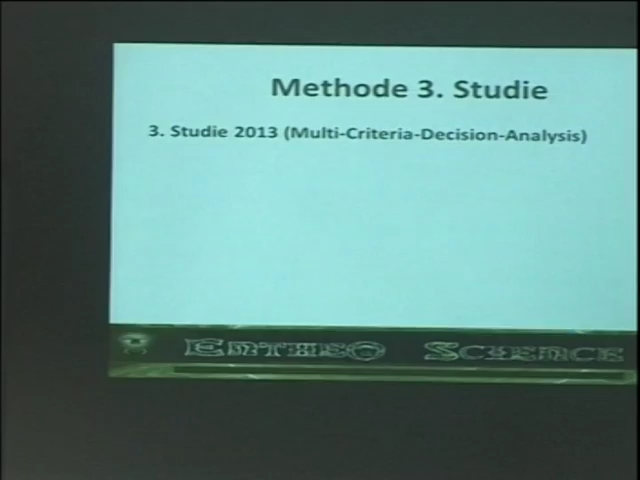 Methode 3. Studie
3. Studie 2013 (Multi-Criteria-Decision-Analysis)
ENTHEO SCIENCE